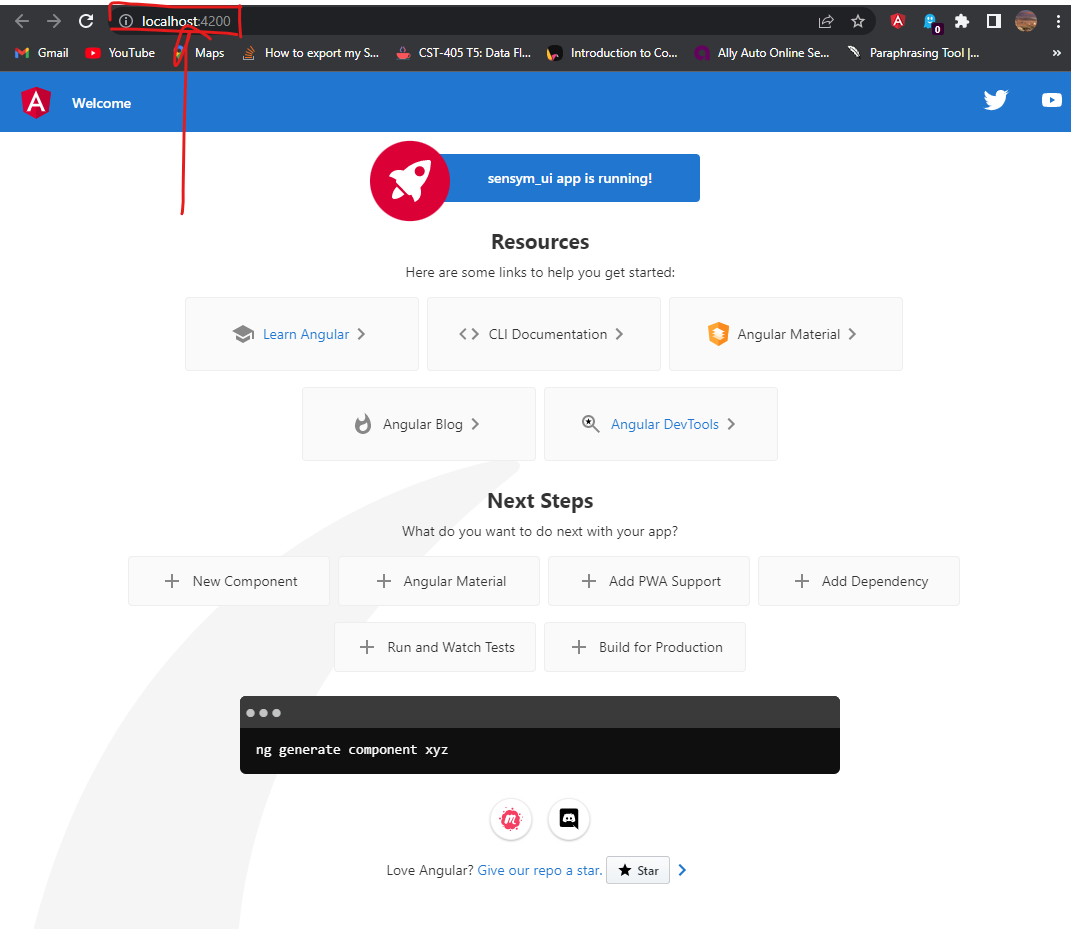 localhost:4200
0
Gmail YouTube Maps How to export my S... CST-405 T5: Data Fl... Introduction to Co... Ally Auto Online Se... Paraphrasing Tool |... »
Welcome
sensym_ui app is running!
Resources
Here are some links to help you get started:
Learn Angular CLI Documentation Angular Material
Angular Blog Angular DevTools
Next Steps
What do you want to do next with your app?
New Component Angular Material Add PWA Support Add Dependency
Run and Watch Tests Build for Production
ng generate component xyz
Love Angular? Give our repo a star. Star